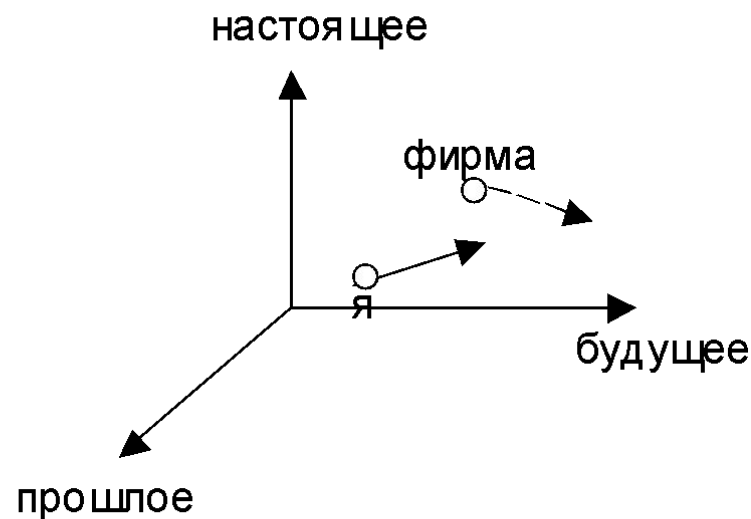 настоящее
фирма
я
будущее
прошлое